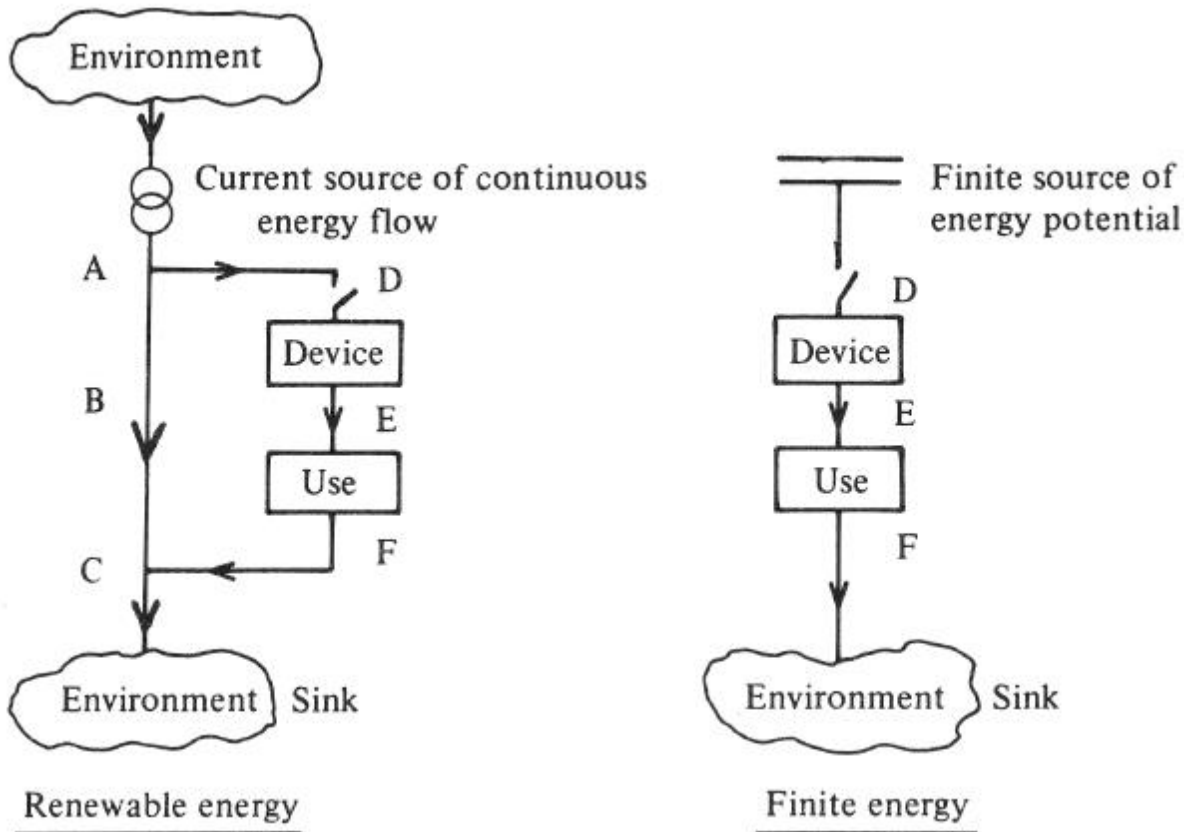 Environment
Current source of continuous
energy flow
A
D
Device
B
E
Use
F
C
Environment
Sink
Renewable energy
Finite source of
energy potential
D
Device
E
Use
F
Environment
Sink
Finite energy